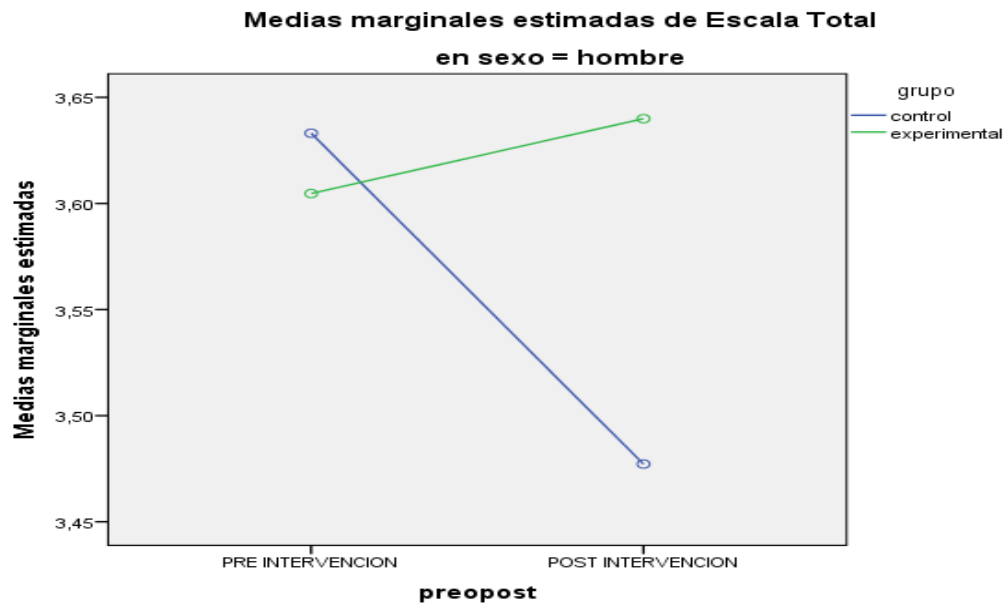 Medias marginales estimadas de Escala Total
en sexo = hombre
grupo
control
experimental
Medias marginales estimadas
3,65
3,60
3,55
3,50
3,45
PRE INTERVENCION
POST INTERVENCION
preopost